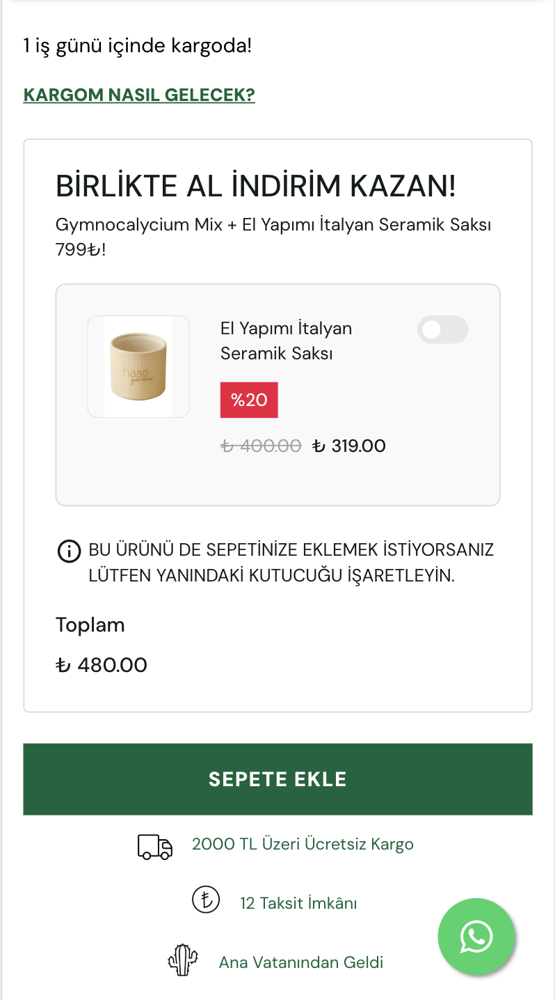 1 iş günü içinde kargoda!
KARGOM NASIL GELECEK?
BİRLİKTE AL İNDİRİM KAZAN!
Gymnocalycium Mix + El Yapımı İtalyan Seramik Saksı
799₺!
haan
garden
El Yapımı İtalyan
Seramik Saksı
%20
₺ 400.00 ₺ 319.00
BU ÜRÜNÜ DE SEPETİNİZE EKLEMEK İSTİYORSANIZ
LÜTFEN YANINDAKİ KUTUCUĞU İŞARETLEYİN.
Toplam
₺ 480.00
SEPETE EKLE
2000 TL Üzeri Ücretsiz Kargo
12 Taksit İmkânı
Ana Vatanından Geldi